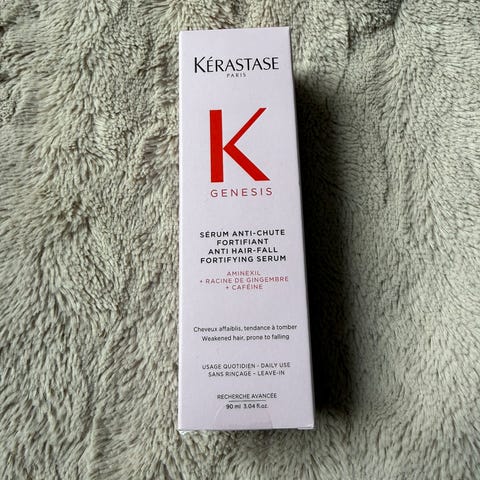 KÉRASTASE
PARIS
K
GENESIS
SÉRUM ANTI-CHUTE
FORTIFIANT
ANTI HAIR-FALL
FORTIFYING SERUM
AMINEXIL
+ RACINE DE GINGEMBRE
+ CAFÉINE
Cheveux affaiblis, tendance à tomber
Weakened hair, prone to falling
USAGE QUOTIDIEN - DAILY USE
SANS RINÇAGE - LEAVE-IN
RECHERCHE AVANCÉE
90 ml 3.04 fl.oz.